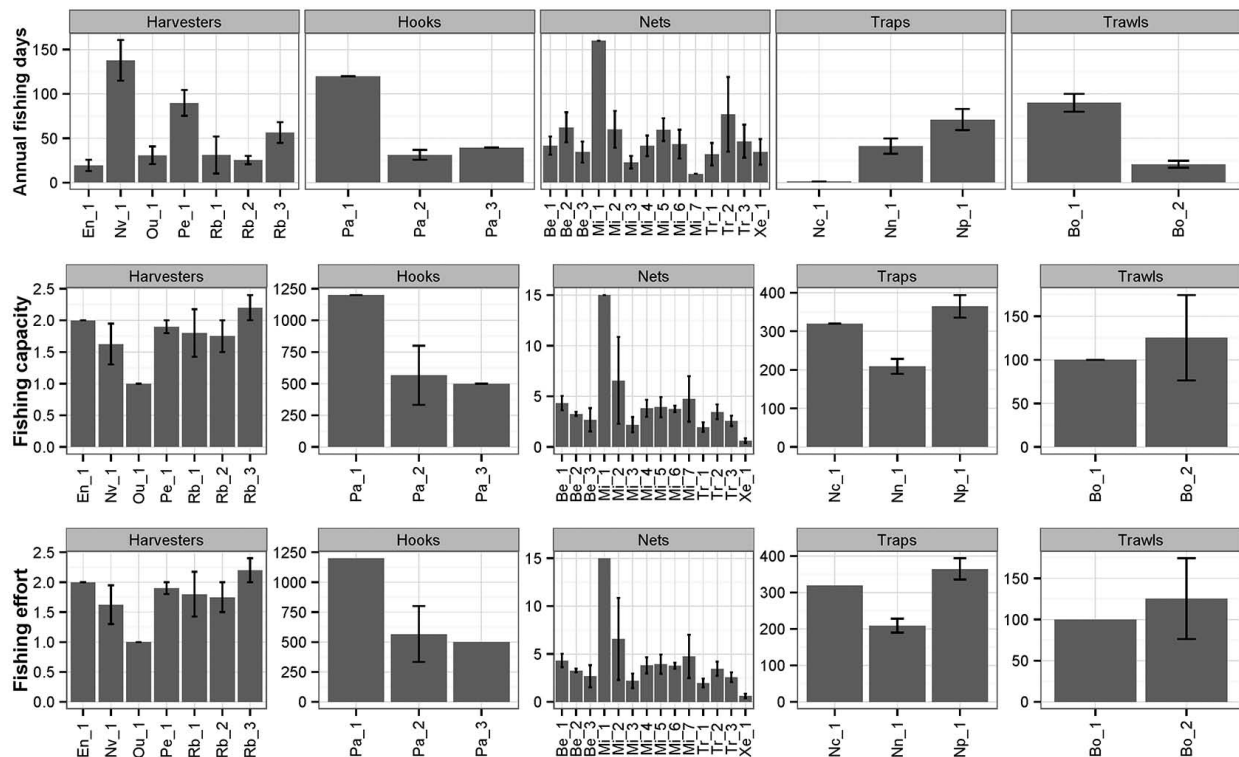 Harvesters Hooks Nets Traps Trawls
Annual fishing days
150
100
50
0
En_1 Nv_1 Ou_1 Pe_1 Rb_1 Rb_2 Rb_3 Pa_1 Pa_2 Pa_3 Be_1 Be_2 Be_3 Mi_1 Mi_2 Mi_3 Mi_4 Mi_5 Mi_6 Mi_7 Tr_1 Tr_2 Tr_3 Xe_1 Nc_1 Nn_1 Np_1 Bo_1 Bo_2
Harvesters Hooks Nets Traps Trawls
Fishing capacity
2.5 2.0 1.5 1.0 0.5 0.0
1250 1000 750 500 250 0
15 10 5 0
400 300 200 100 0
150 100 50 0
En_1 Nv_1 Ou_1 Pe_1 Rb_1 Rb_2 Rb_3 Pa_1 Pa_2 Pa_3 Be_1 Be_2 Be_3 Mi_1 Mi_2 Mi_3 Mi_4 Mi_5 Mi_6 Mi_7 Tr_1 Tr_2 Tr_3 Xe_1 Nc_1 Nn_1 Np_1 Bo_1 Bo_2
Harvesters Hooks Nets Traps Trawls
Fishing effort
2.5 2.0 1.5 1.0 0.5 0.0
1250 1000 750 500 250 0
15 10 5 0
400 300 200 100 0
150 100 50 0
En_1 Nv_1 Ou_1 Pe_1 Rb_1 Rb_2 Rb_3 Pa_1 Pa_2 Pa_3 Be_1 Be_2 Be_3 Mi_1 Mi_2 Mi_3 Mi_4 Mi_5 Mi_6 Mi_7 Tr_1 Tr_2 Tr_3 Xe_1 Nc_1 Nn_1 Np_1 Bo_1 Bo_2